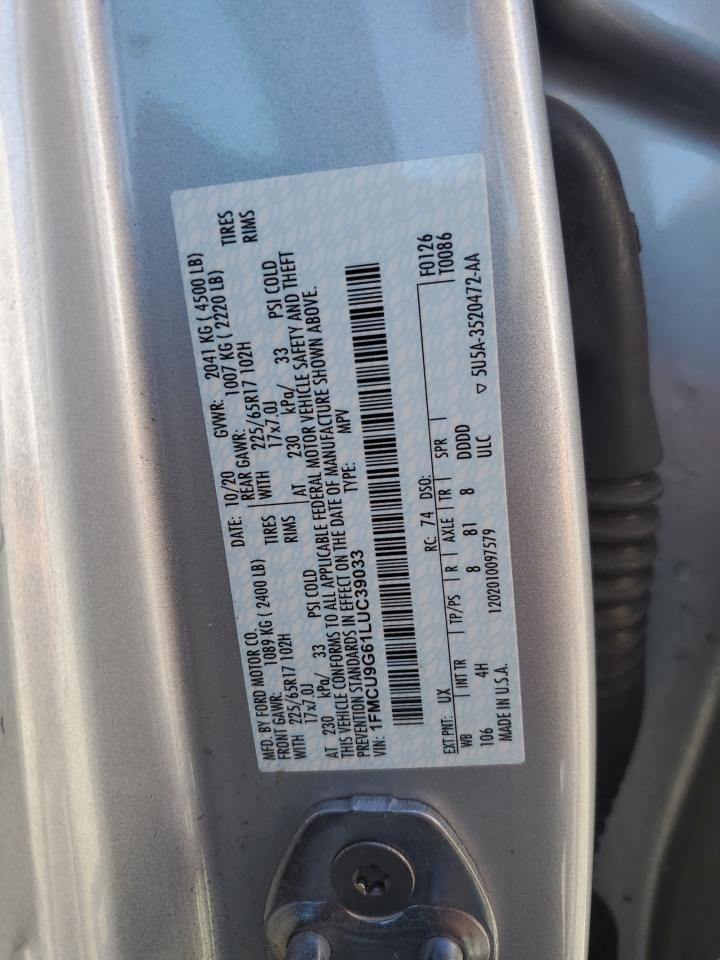 MFD. BY FORD MOTOR CO. DATE: 10/20 GVWR: 2041 KG ( 4500 LB)
FRONT GAWR: 1089 KG ( 2400 LB) REAR GAWR: 1007 KG ( 2220 LB)
WITH 225/65R17 102H TIRES WITH 225/65R17 102H TIRES
17x7.0J RIMS 17x7.0J RIMS
AT 230 kPa/ 33 PSI COLD AT 230 kPa/ 33 PSI COLD
THIS VEHICLE CONFORMS TO ALL APPLICABLE FEDERAL MOTOR VEHICLE SAFETY AND THEFT
PREVENTION STANDARDS IN EFFECT ON THE DATE OF MANUFACTURE SHOWN ABOVE.
VIN: 1FMCU9G61LUC39033 TYPE: MPV
F0126
EXT PNT: UX RC: 74 DSO: T0086
WB INT TR TP/PS R AXLE TR SPR
106 4H 8 81 8 DDDD
MADE IN U.S.A. 1202010097579 ULC ▽ 5U5A-3520472-AA